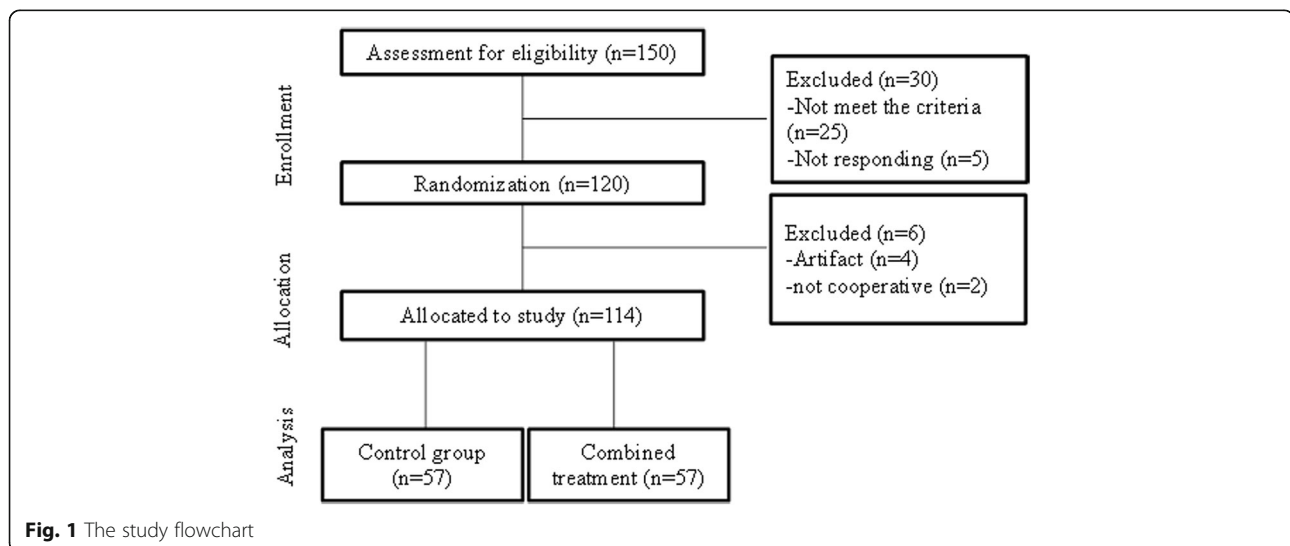 Assessment for eligibility (n=150)
Excluded (n=30)
-Not meet the criteria
(n=25)
-Not responding (n=5)
Enrollment
Randomization (n=120)
Excluded (n=6)
-Artifact (n=4)
-not cooperative (n=2)
Allocation
Allocated to study (n=114)
Analysis
Control group
(n=57)
Combined
treatment (n=57)
Fig. 1 The study flowchart